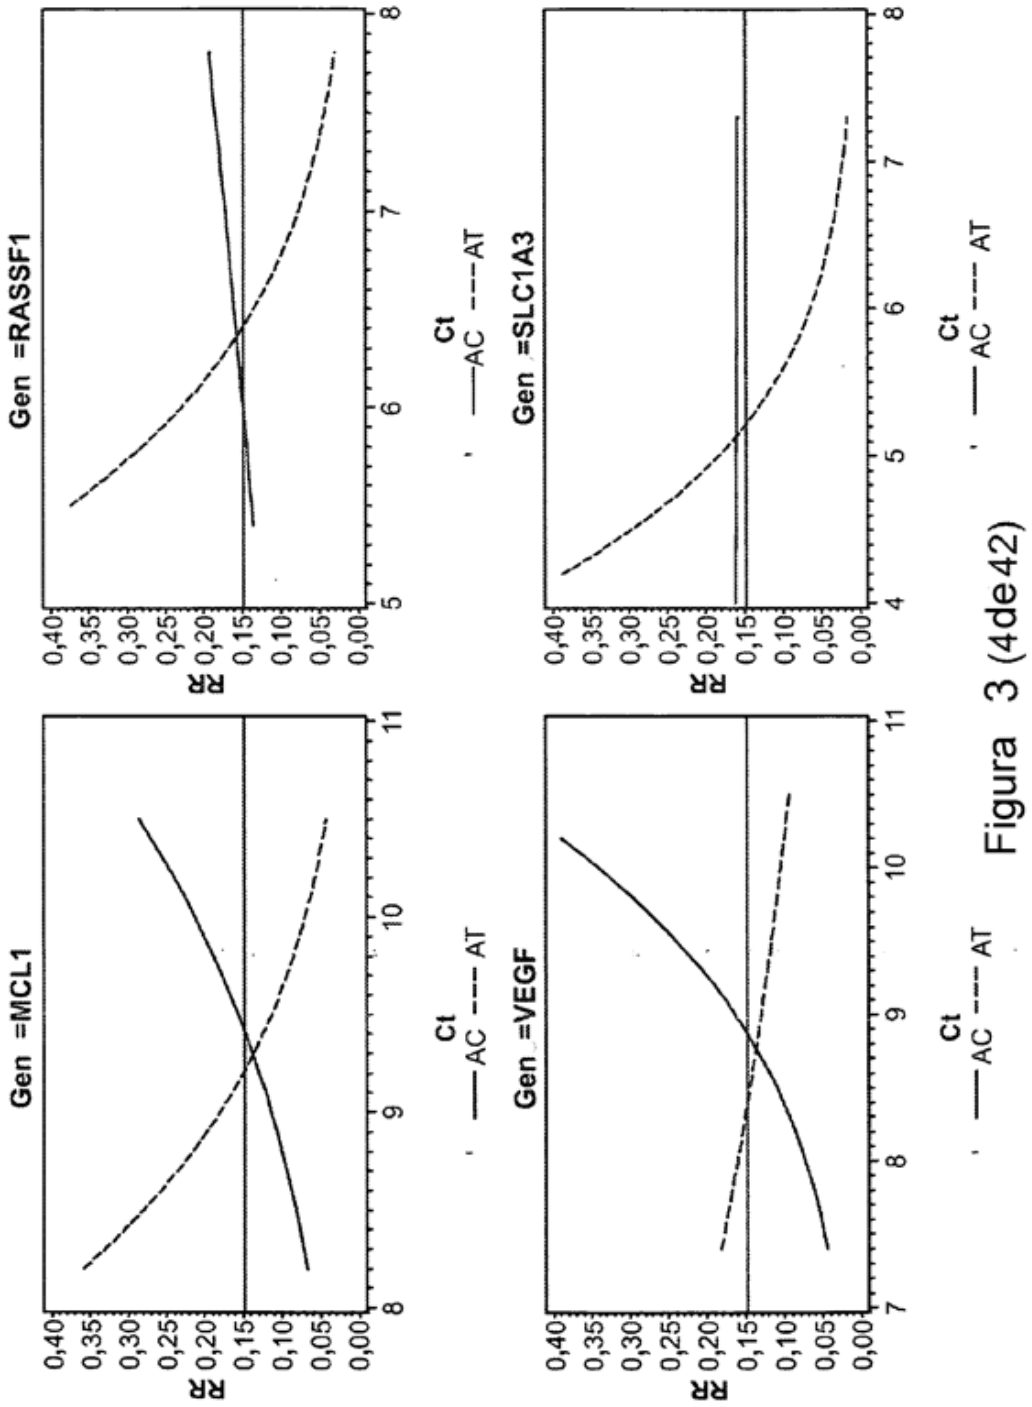 Gen =MCL1
RR
0,40
0,35
0,30
0,25
0,20
0,15
0,10
0,05
0,00
8 9 10 11
Ct
AC AT
Gen =RASSF1
RR
0,40
0,35
0,30
0,25
0,20
0,15
0,10
0,05
0,00
5 6 7 8
Ct
AC AT
Gen =VEGF
RR
0,40
0,35
0,30
0,25
0,20
0,15
0,10
0,05
0,00
7 8 9 10 11
Ct
AC AT
Gen =SLC1A3
RR
0,40
0,35
0,30
0,25
0,20
0,15
0,10
0,05
0,00
4 5 6 7 8
Ct
AC AT
Figura 3 (4de42)